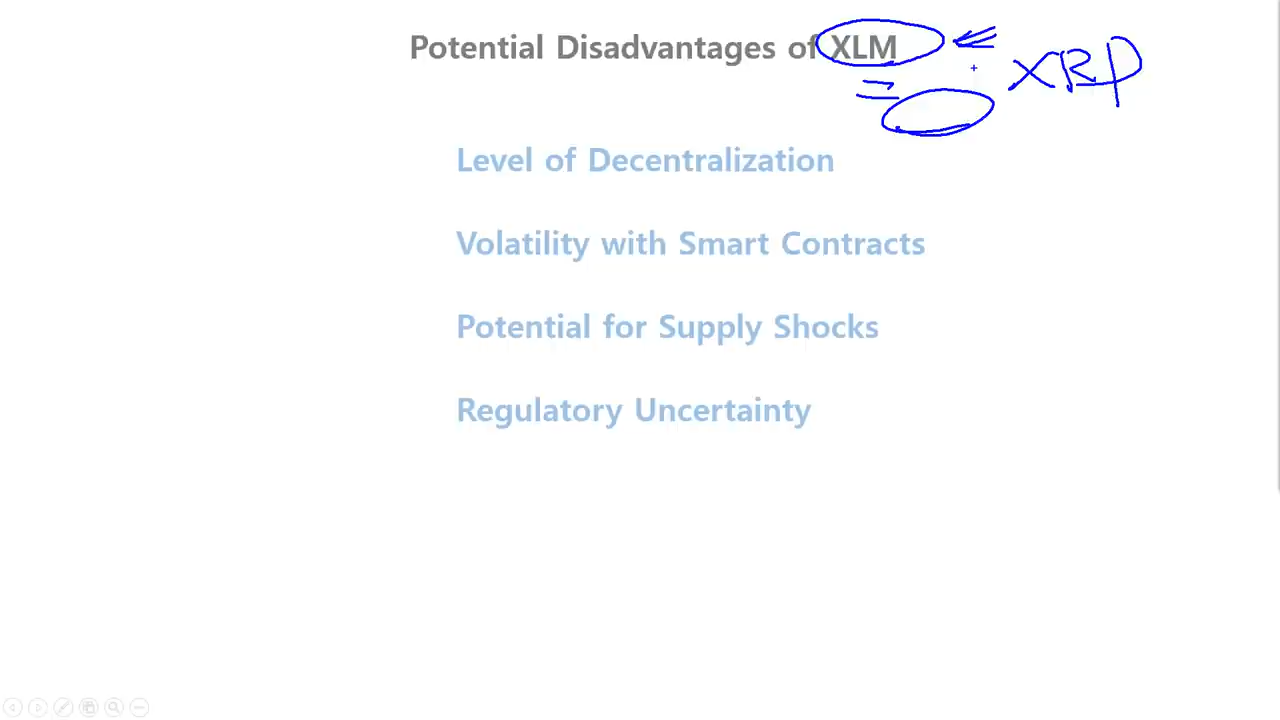 Potential Disadvantages of XLM
XRP
Level of Decentralization
Volatility with Smart Contracts
Potential for Supply Shocks
Regulatory Uncertainty